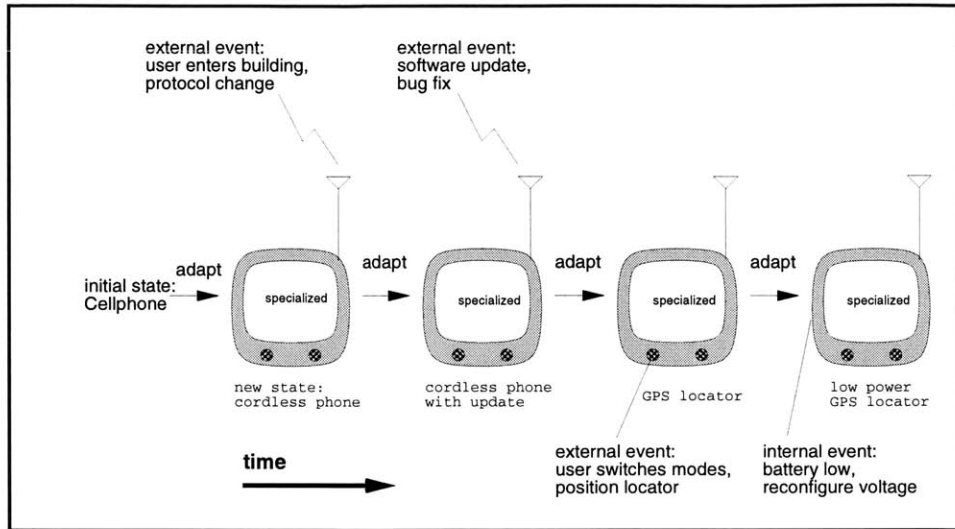 external event:
user enters building,
protocol change
external event:
software update,
bug fix
initial state:
Cellphone
adapt
specialized
adapt
specialized
adapt
specialized
adapt
specialized
new state:
cordless phone
cordless phone
with update
GPS locator
low power
GPS locator
time
external event:
user switches modes,
position locator
internal event:
battery low,
reconfigure voltage